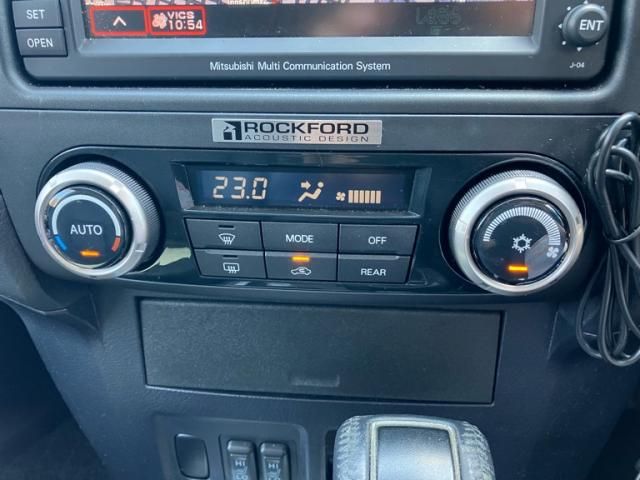 SET
OPEN
VICS
10:54
ENT
Mitsubishi Multi Communication System
J-04
ROCKFORD
ACOUSTIC DESIGN
23.0
AUTO
MODE
OFF
REAR
HI
HI